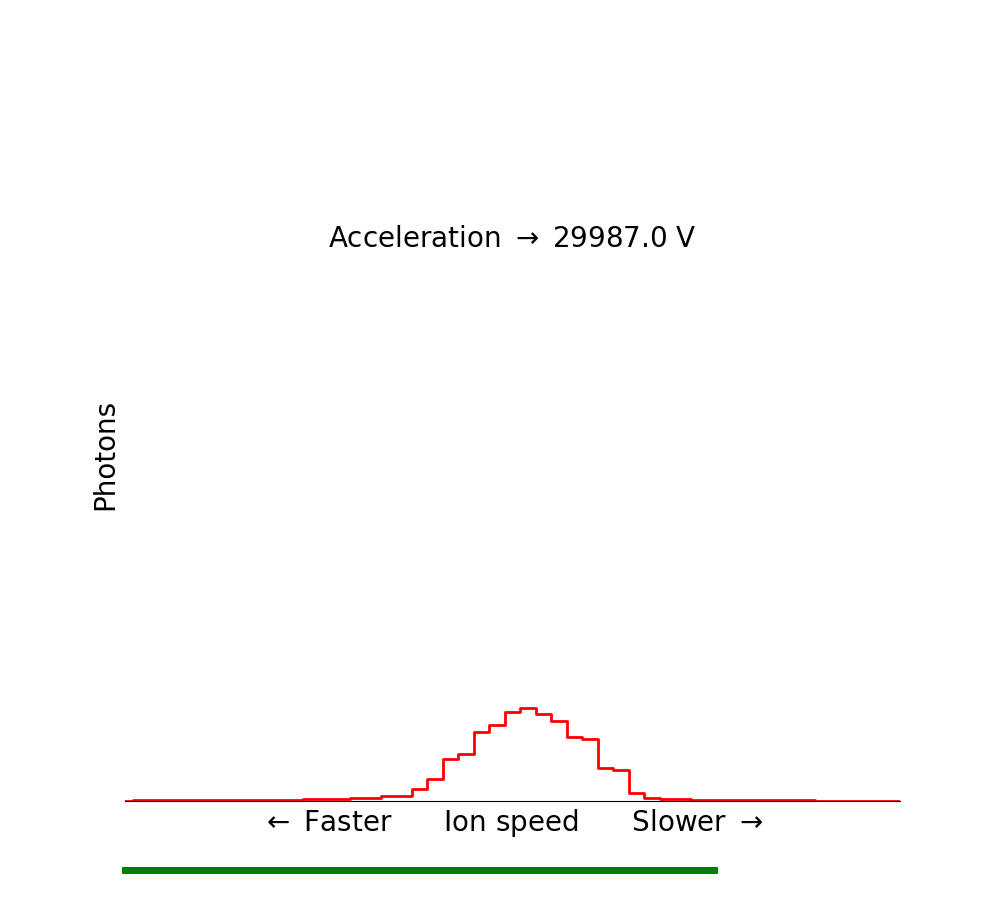 Acceleration → 29987.0 V
Photons
← Faster Ion speed Slower →